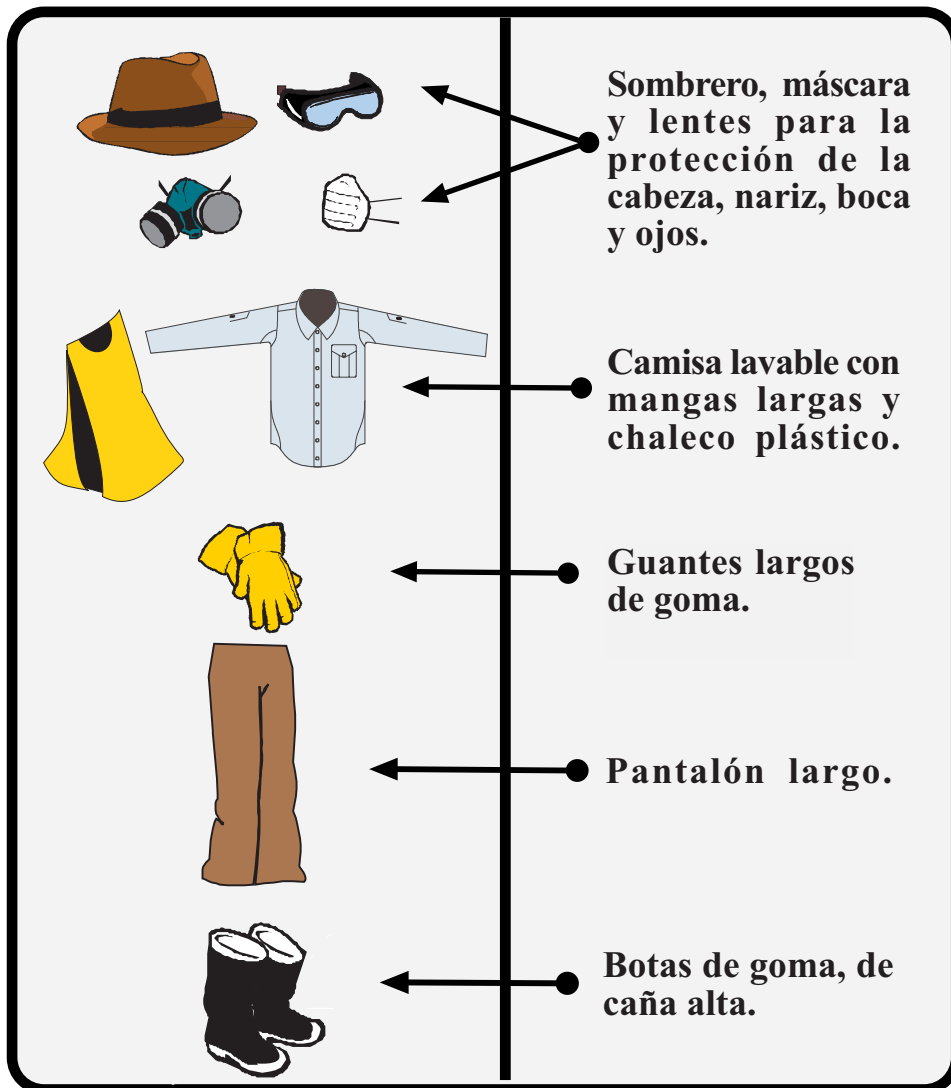 Sombrero, máscara
y lentes para la
protección de la
cabeza, nariz, boca
y ojos.
Camisa lavable con
mangas largas y
chaleco plástico.
Guantes largos
de goma.
Pantalón largo.
Botas de goma, de
caña alta.